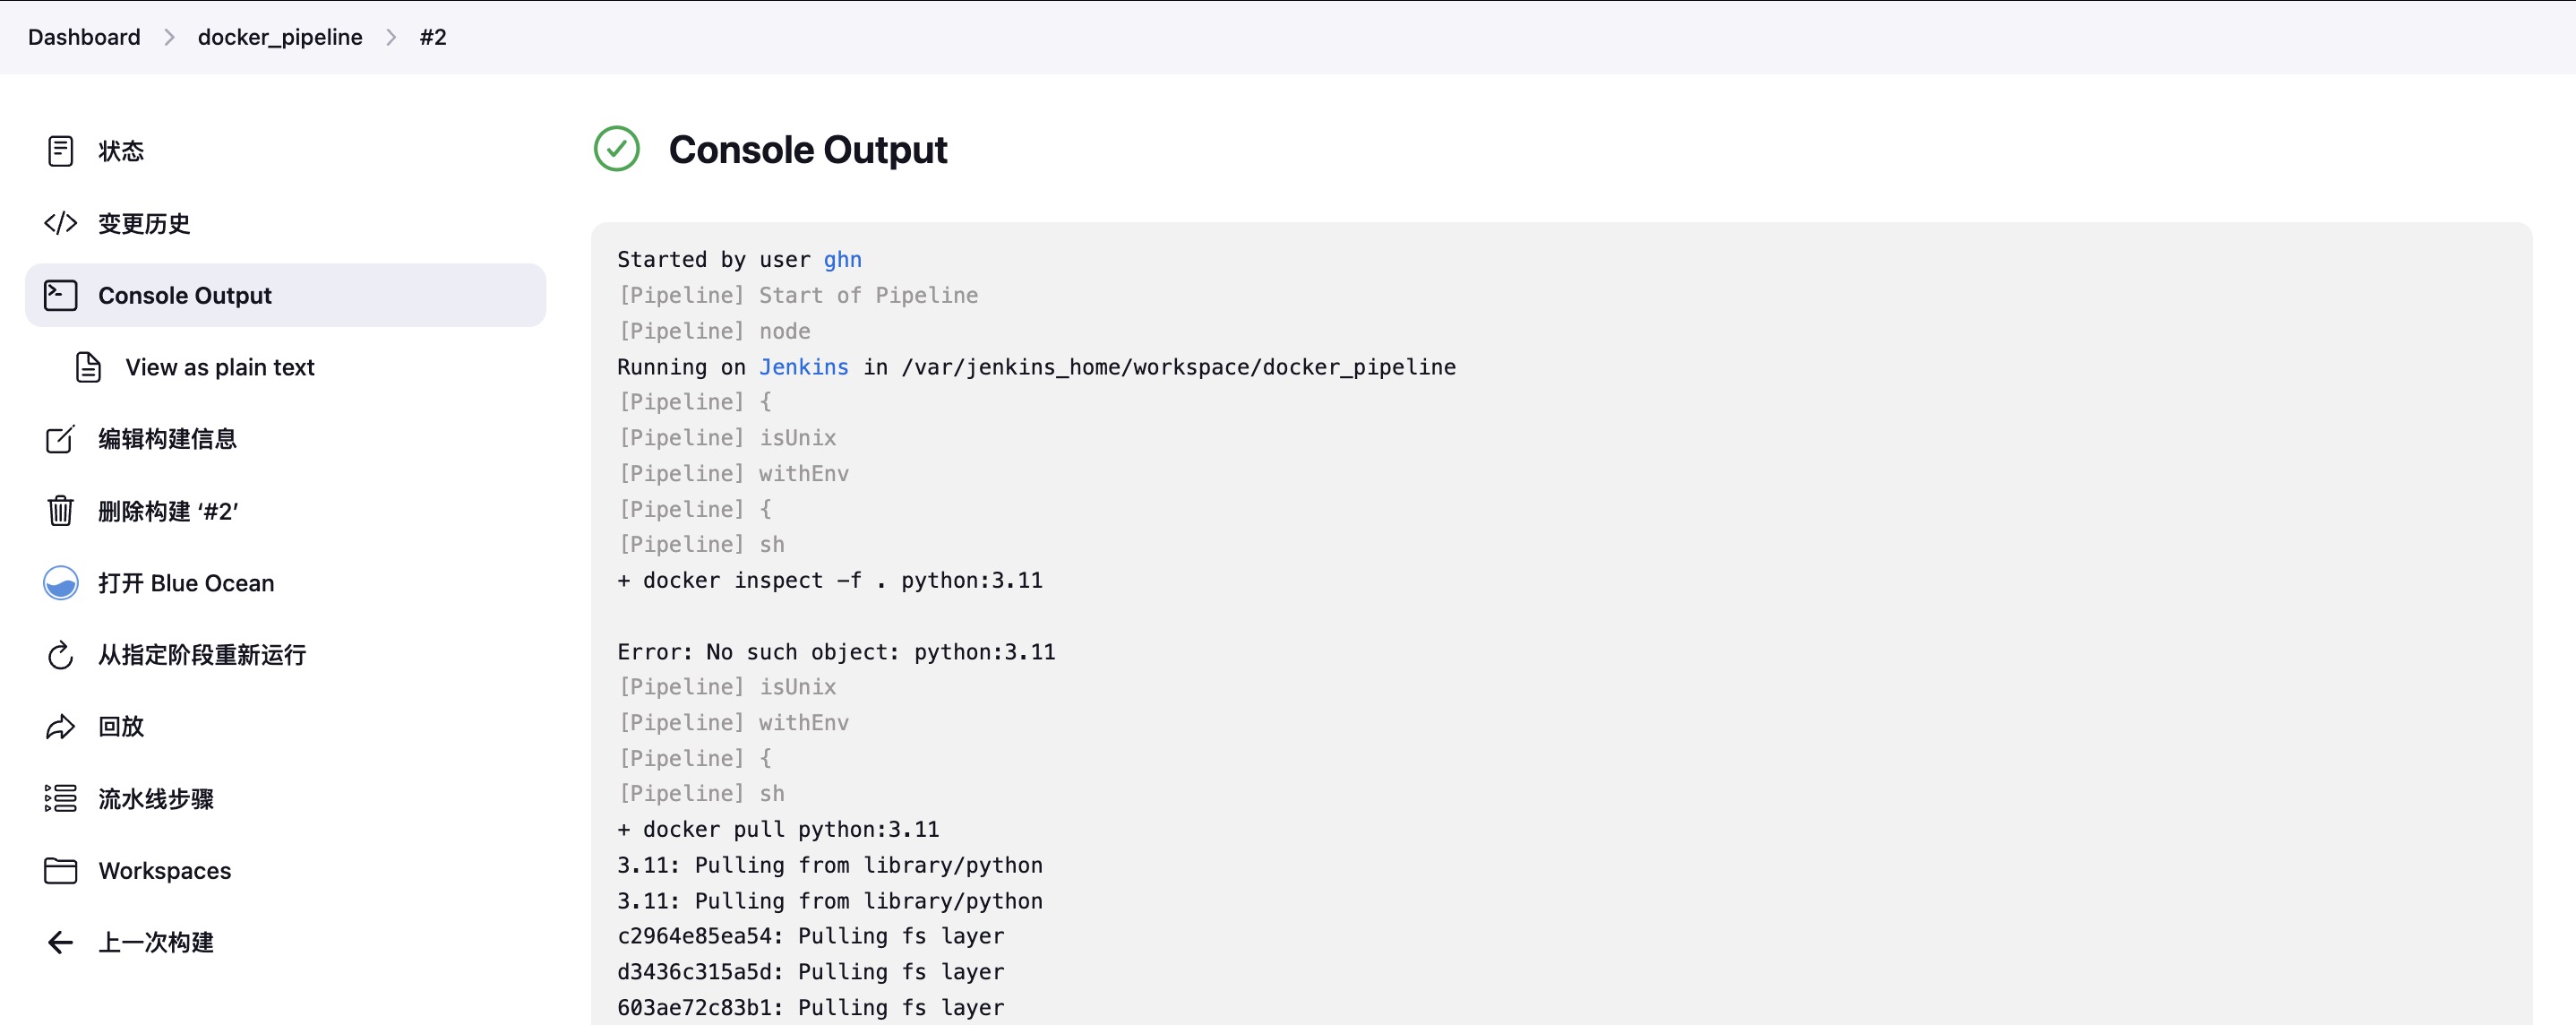 Dashboard > docker_pipeline > #2
状态
变更历史
Console Output
View as plain text
编辑构建信息
删除构建 ‘#2’
打开 Blue Ocean
从指定阶段重新运行
回放
流水线步骤
Workspaces
上一次构建
Console Output
Started by user ghn
[Pipeline] Start of Pipeline
[Pipeline] node
Running on Jenkins in /var/jenkins_home/workspace/docker_pipeline
[Pipeline] {
[Pipeline] isUnix
[Pipeline] withEnv
[Pipeline] {
[Pipeline] sh
+ docker inspect -f . python:3.11
Error: No such object: python:3.11
[Pipeline] isUnix
[Pipeline] withEnv
[Pipeline] {
[Pipeline] sh
+ docker pull python:3.11
3.11: Pulling from library/python
3.11: Pulling from library/python
c2964e85ea54: Pulling fs layer
d3436c315a5d: Pulling fs layer
603ae72c83b1: Pulling fs layer